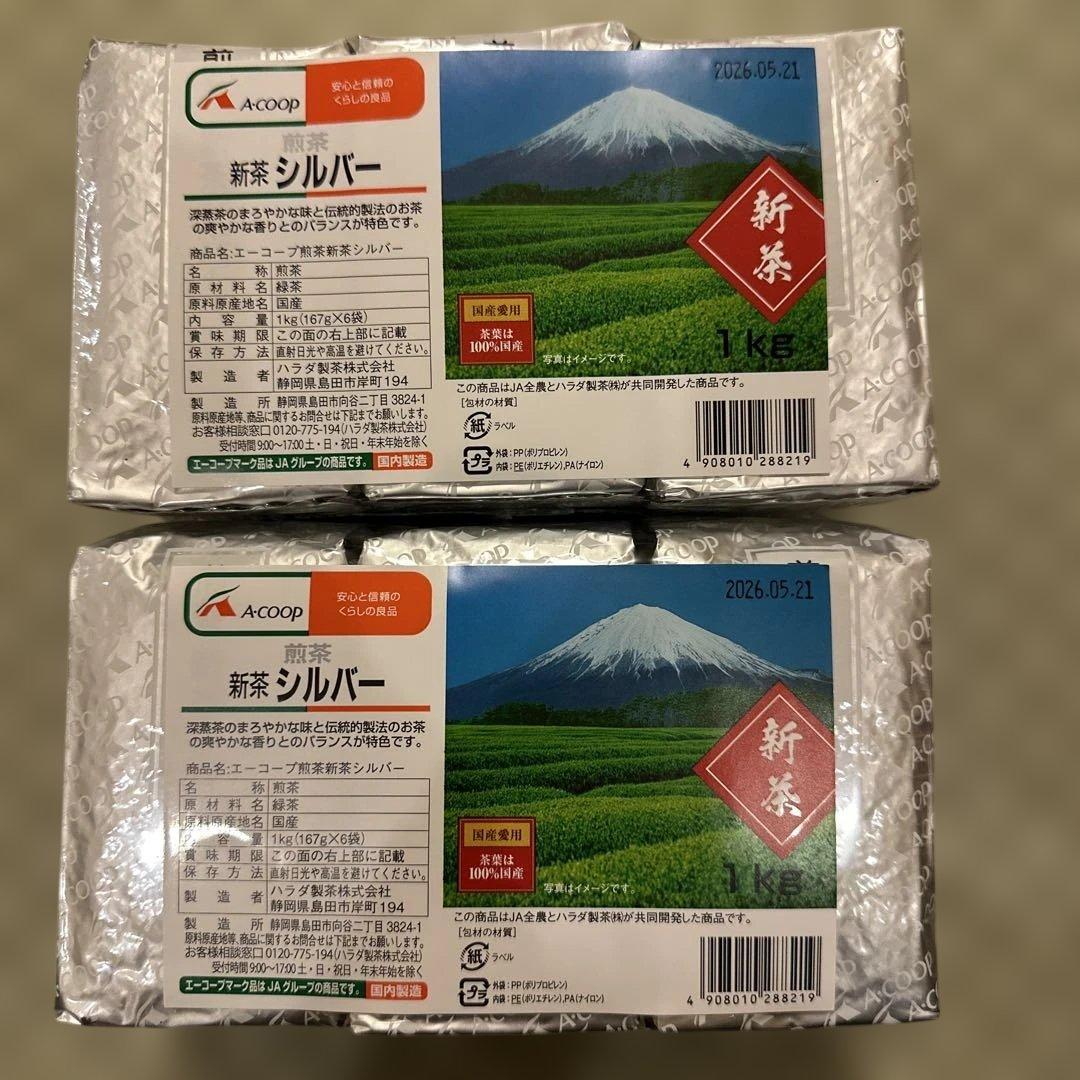 A·COOP
安心と信頼の
くらしの良品
煎茶
新茶 シルバー
深蒸茶のまろやかな味と伝統的製法のお茶
の爽やかな香りとのバランスが特色です。
商品名:エーコープ煎茶新茶シルバー
名称 煎茶
原材料名 緑茶
原料原産地名 国産
内容量 1kg(167g×6袋)
賞味期限 この面の右上部に記載
保存方法 直射日光や高温を避けてください。
製造者 ハラダ製茶株式会社
静岡県島田市岸町194
製造所 静岡県島田市向谷二丁目3824-1
原料原産地等、商品に関するお問合せは下記までお願いします。
お客様相談窓口0120-775-194(ハラダ製茶株式会社)
受付時間9:00〜17:00土・日・祝日・年末年始を除く
エーコープマーク品はJAグループの商品です。 国内製造
2026.05.21
新茶
国産愛用
茶葉は
100%国産
写真はイメージです。
1kg
この商品はJA全農とハラダ製茶㈱が共同開発した商品です。
[包材の材質]
紙 ラベル
プラ 外袋:PP(ポリプロピレン)
内袋:PE(ポリエチレン),PA(ナイロン)
4 908010 288219
A·COOP
安心と信頼の
くらしの良品
煎茶
新茶 シルバー
深蒸茶のまろやかな味と伝統的製法のお茶
の爽やかな香りとのバランスが特色です。
商品名:エーコープ煎茶新茶シルバー
名称 煎茶
原材料名 緑茶
原料原産地名 国産
内容量 1kg(167g×6袋)
賞味期限 この面の右上部に記載
保存方法 直射日光や高温を避けてください。
製造者 ハラダ製茶株式会社
静岡県島田市岸町194
製造所 静岡県島田市向谷二丁目3824-1
原料原産地等、商品に関するお問合せは下記までお願いします。
お客様相談窓口0120-775-194(ハラダ製茶株式会社)
受付時間9:00〜17:00土・日・祝日・年末年始を除く
エーコープマーク品はJAグループの商品です。 国内製造
2026.05.21
新茶
国産愛用
茶葉は
100%国産
写真はイメージです。
1kg
この商品はJA全農とハラダ製茶㈱が共同開発した商品です。
[包材の材質]
紙 ラベル
プラ 外袋:PP(ポリプロピレン)
内袋:PE(ポリエチレン),PA(ナイロン)
4 908010 288219